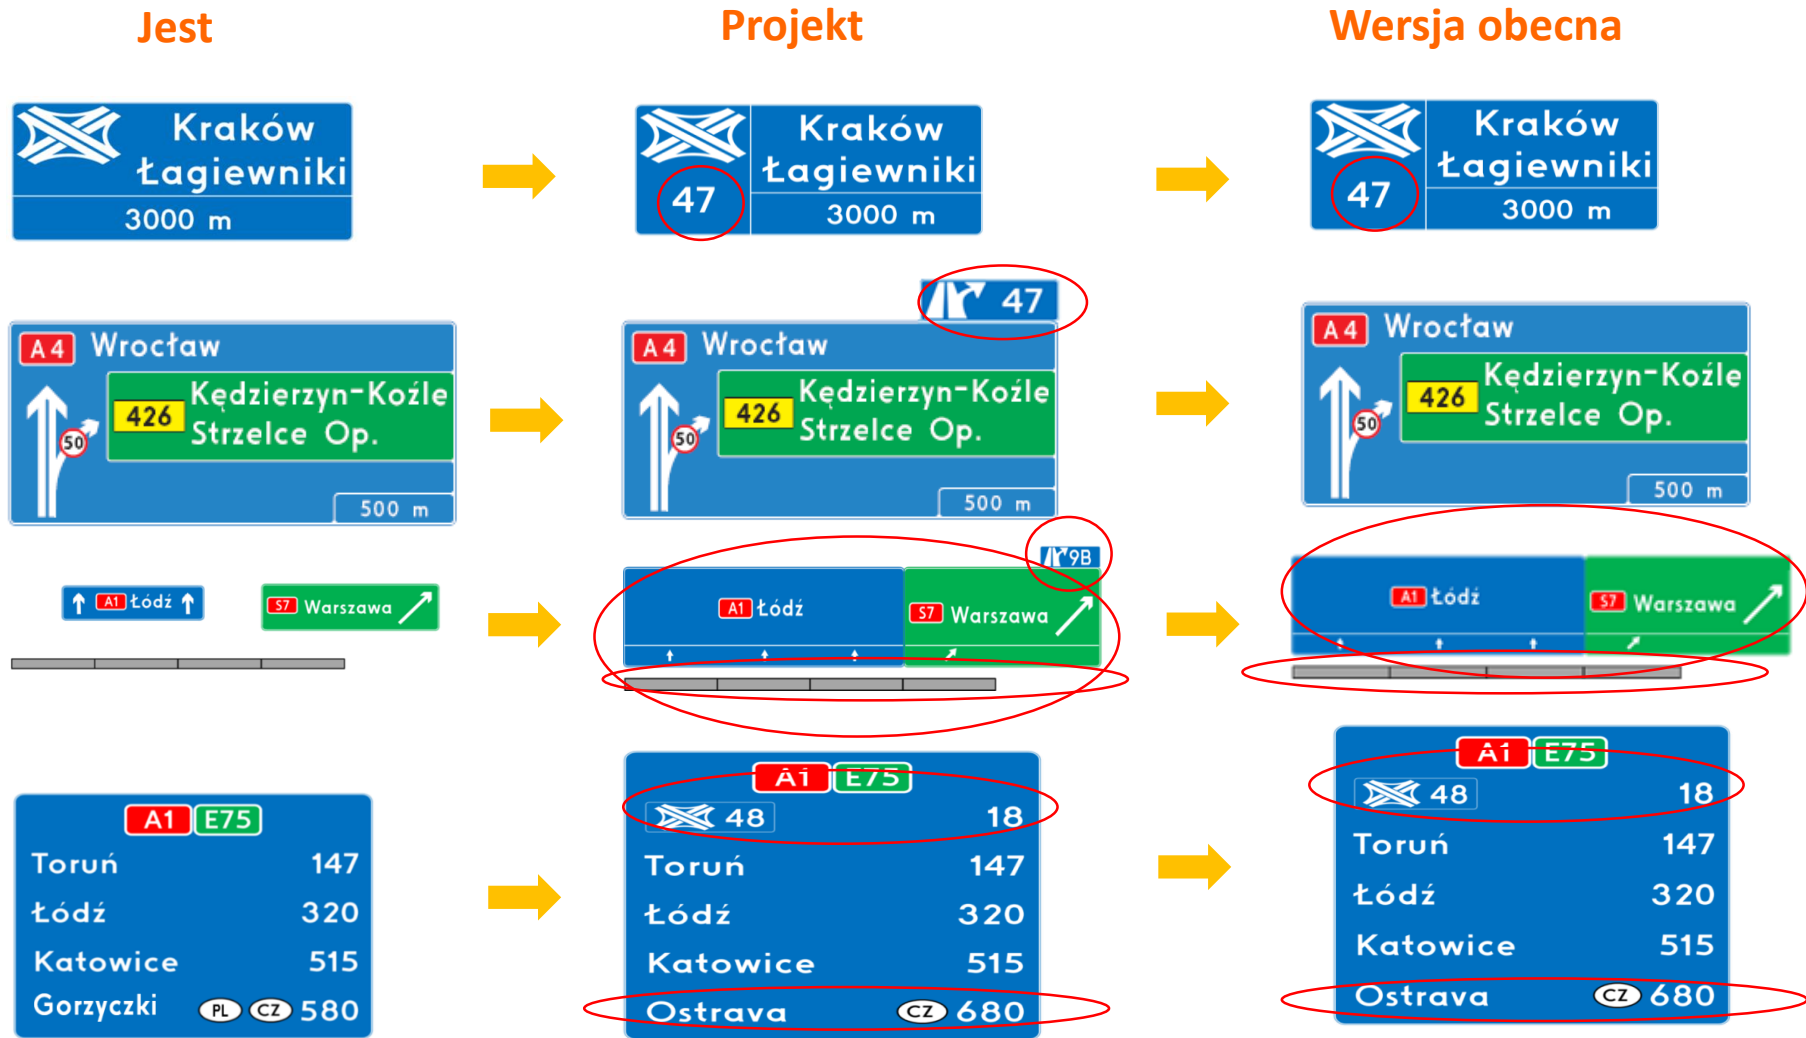 Jest Projekt Wersja obecna
Kraków
Łagiewniki
3000 m
47
Kraków
Łagiewniki
3000 m
47
Kraków
Łagiewniki
3000 m
A4 Wrocław
426
Kędzierzyn-Koźle
Strzelce Op.
50
500 m
47
A4 Wrocław
426
Kędzierzyn-Koźle
Strzelce Op.
50
500 m
A4 Wrocław
426
Kędzierzyn-Koźle
Strzelce Op.
50
500 m
A1 Łódź
S7 Warszawa
9B
A1 Łódź
S7 Warszawa
A1 Łódź
S7 Warszawa
A1 E75
Toruń 147
Łódź 320
Katowice 515
Gorzyczki PL CZ 580
A1 E75
48 18
Toruń 147
Łódź 320
Katowice 515
Ostrava CZ 680
A1 E75
48 18
Toruń 147
Łódź 320
Katowice 515
Ostrava CZ 680